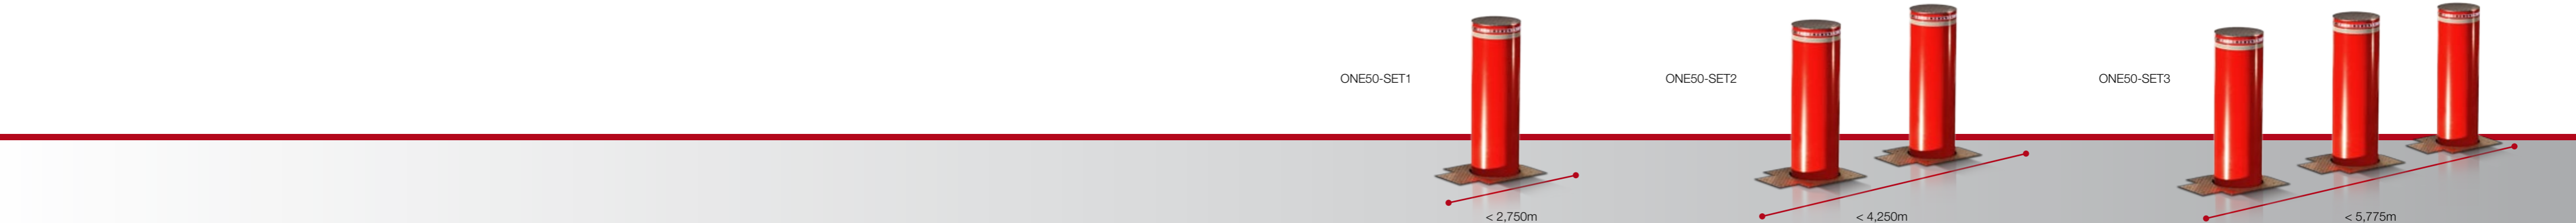 ONE50-SET1
< 2,750m
ONE50-SET2
< 4,250m
ONE50-SET3
< 5,775m